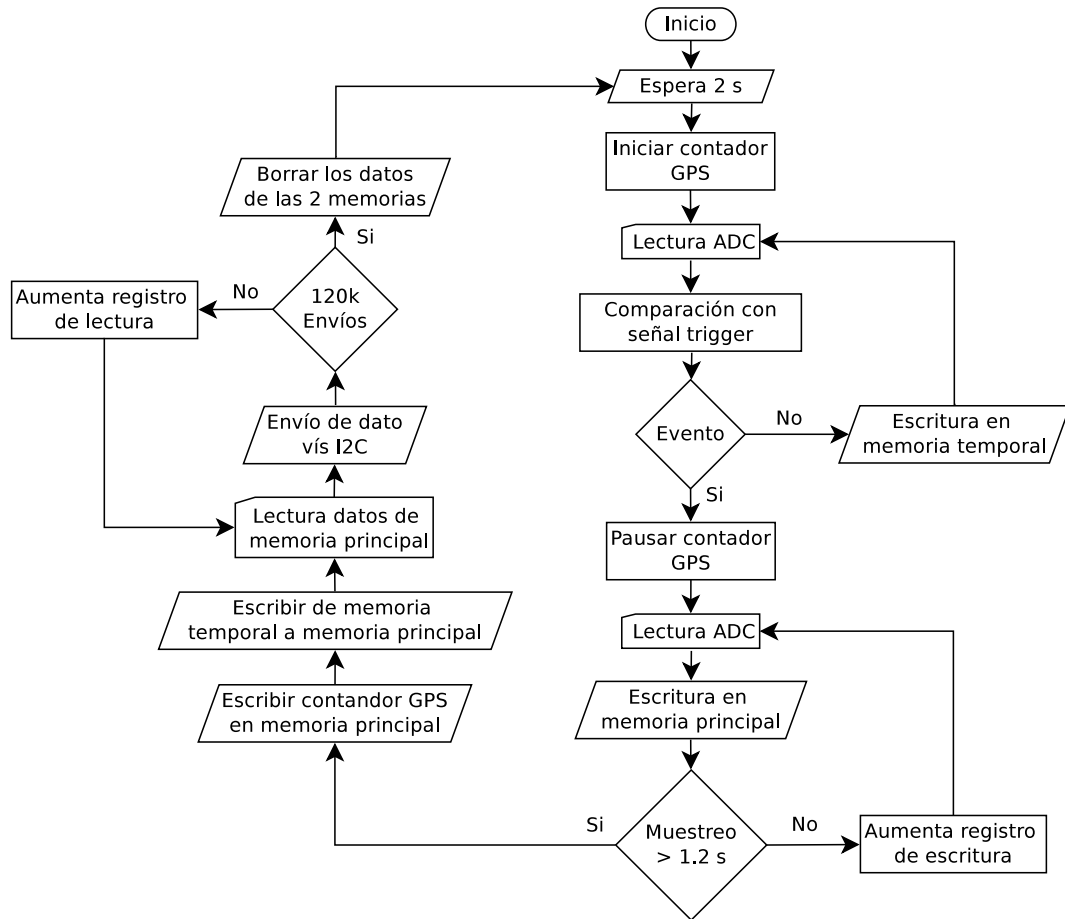 Inicio
Espera 2 s
Iniciar contador
GPS
Lectura ADC
Comparación con
señal trigger
Evento
No
Escritura en
memoria temporal
Si
Pausar contador
GPS
Lectura ADC
Escritura en
memoria principal
Muestreo
> 1.2 s
No
Aumenta registro
de escritura
Si
Escribir contandor GPS
en memoria principal
Escribir de memoria
temporal a memoria principal
Lectura datos de
memoria principal
Envío de dato
vís I2C
120k
Envíos
No
Aumenta registro
de lectura
Si
Borrar los datos
de las 2 memorias